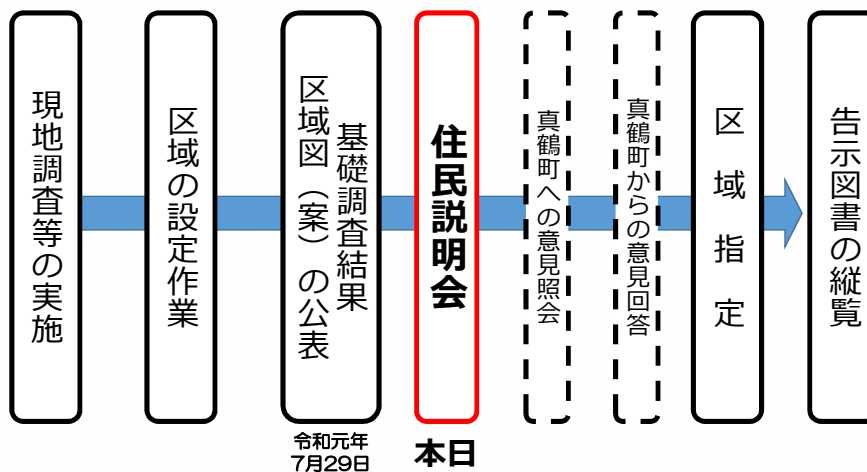 現地調査等の実施
区域の設定作業
基礎調査結果
区域図（案）の公表
住民説明会
真鶴町への意見照会
真鶴町からの意見回答
区域指定
告示図書の縦覧
令和元年
7月29日
本日